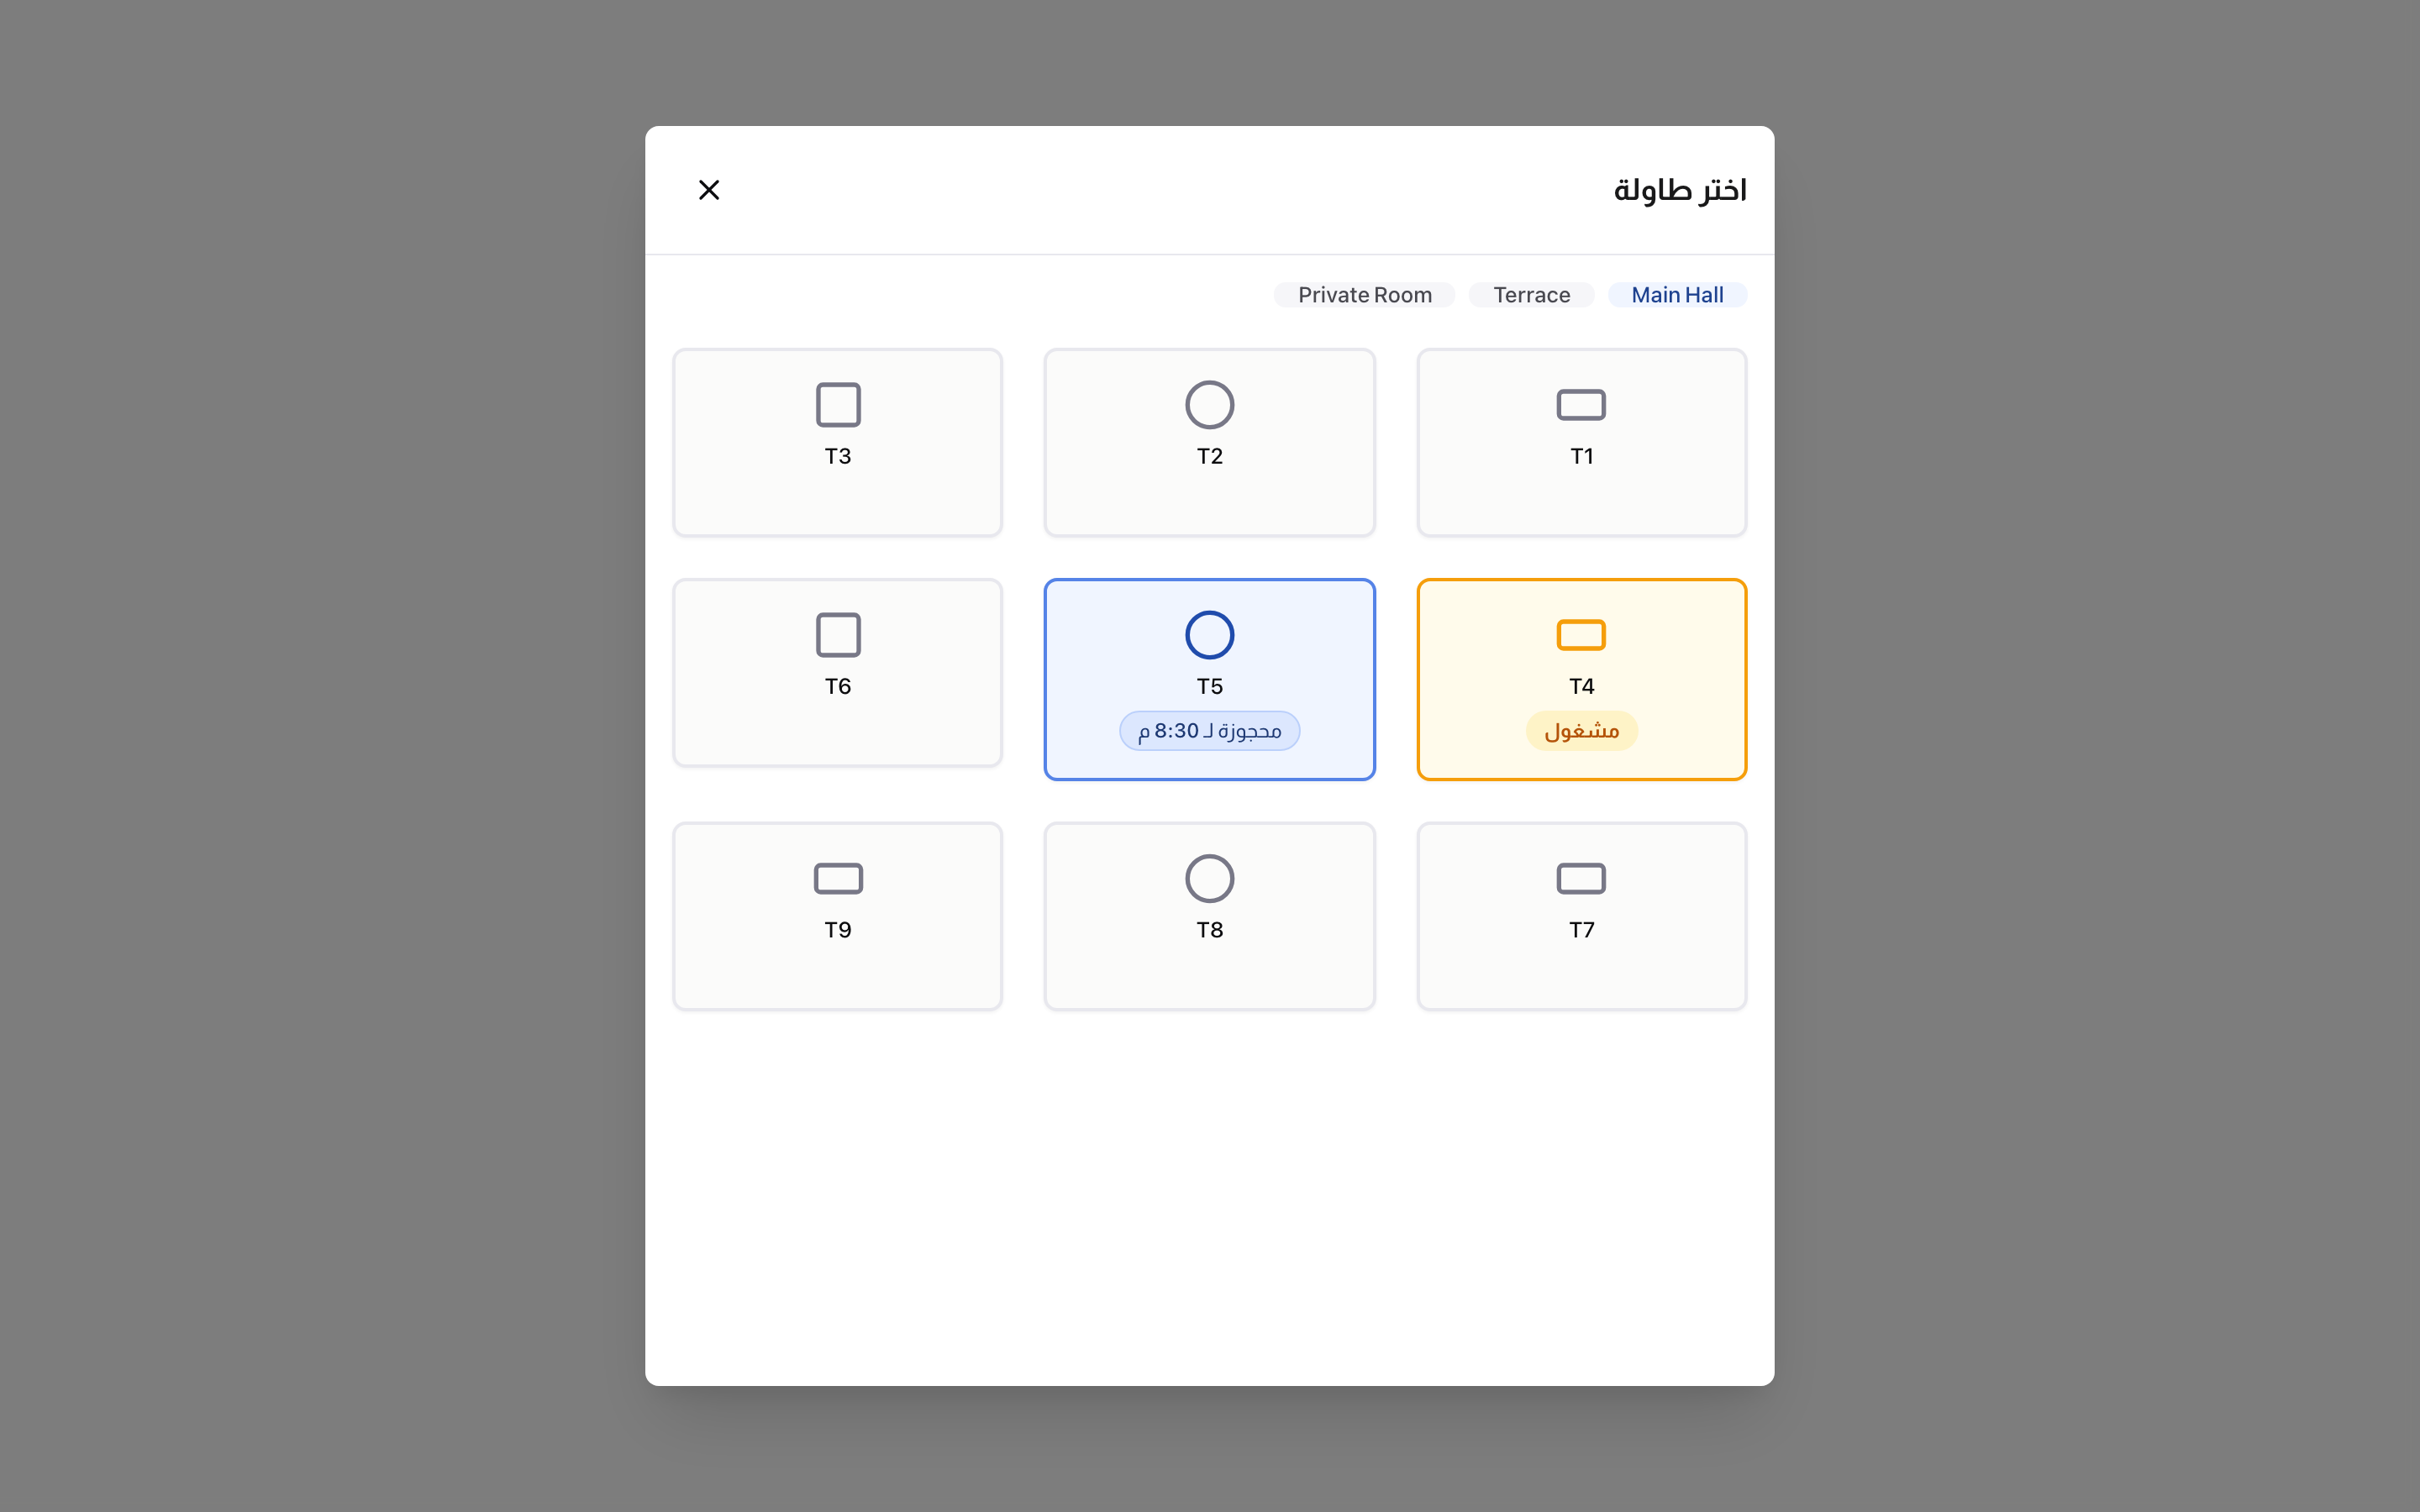 اختر طاولة
Main Hall
Terrace
Private Room
T1
T2
T3
T4
مشغول
T5
محجوزة لـ 8:30 م
T6
T7
T8
T9